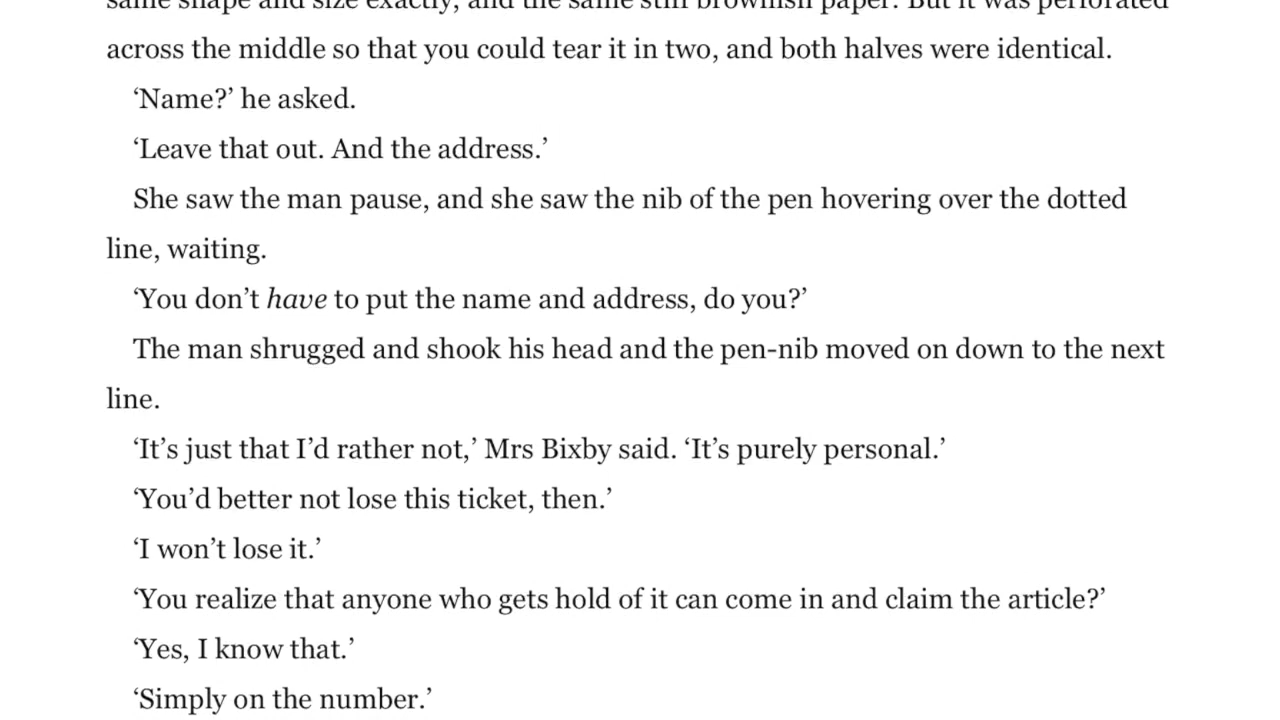 same shape and size exactly, and the same stiff brownish paper. But it was perforated
across the middle so that you could tear it in two, and both halves were identical.
‘Name?’ he asked.
‘Leave that out. And the address.’
She saw the man pause, and she saw the nib of the pen hovering over the dotted
line, waiting.
‘You don’t have to put the name and address, do you?’
The man shrugged and shook his head and the pen-nib moved on down to the next
line.
‘It’s just that I’d rather not,’ Mrs Bixby said. ‘It’s purely personal.’
‘You’d better not lose this ticket, then.’
‘I won’t lose it.’
‘You realize that anyone who gets hold of it can come in and claim the article?’
‘Yes, I know that.’
‘Simply on the number.’